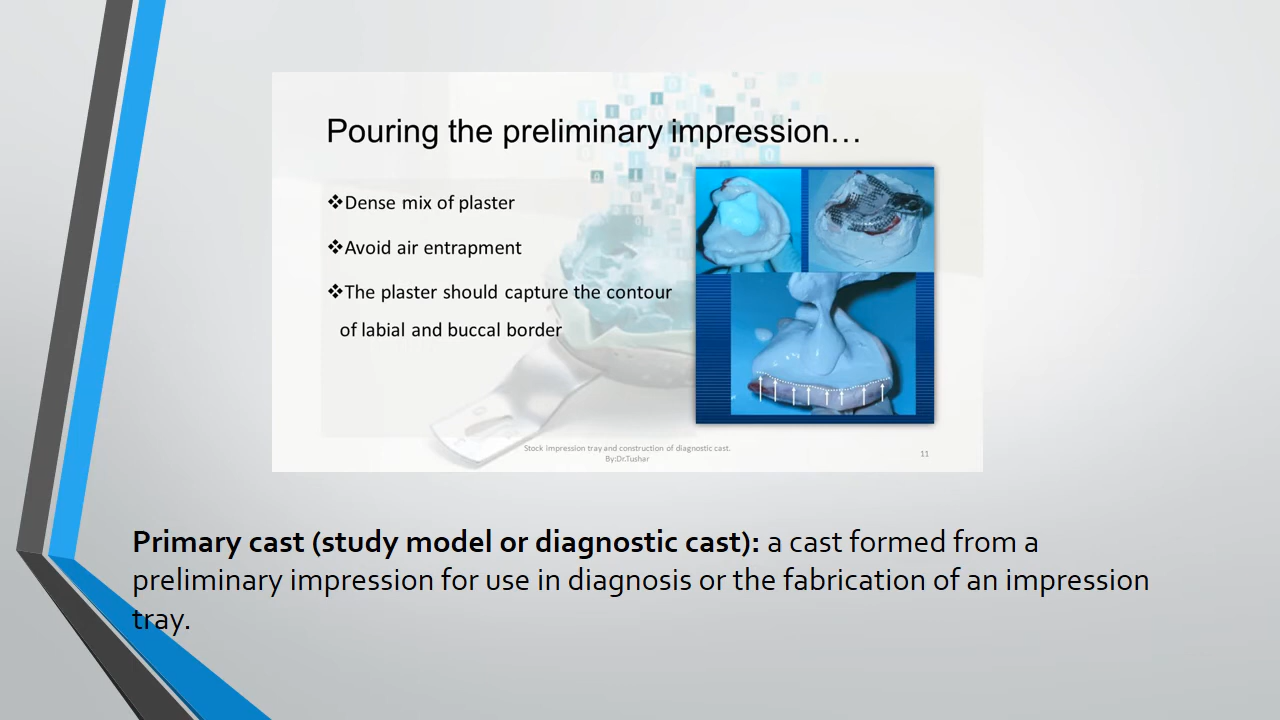 Pouring the preliminary impression…
❖Dense mix of plaster
❖Avoid air entrapment
❖The plaster should capture the contour
of labial and buccal border
Stock impression tray and construction of diagnostic cast.
By:Dr.Tushar
11
Primary cast (study model or diagnostic cast): a cast formed from a
preliminary impression for use in diagnosis or the fabrication of an impression
tray.